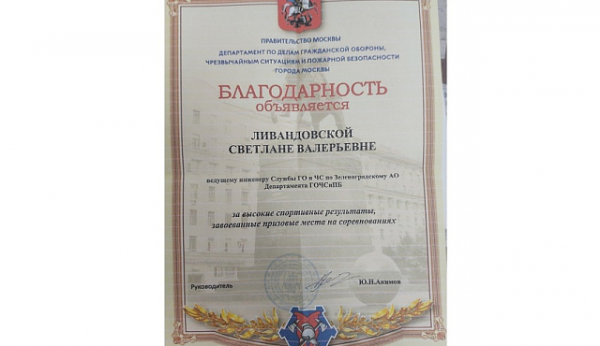 ПРАВИТЕЛЬСТВО МОСКВЫ
ДЕПАРТАМЕНТ ПО ДЕЛАМ ГРАЖДАНСКОЙ ОБОРОНЫ,
ЧРЕЗВЫЧАЙНЫМ СИТУАЦИЯМ И ПОЖАРНОЙ БЕЗОПАСНОСТИ
ГОРОДА МОСКВЫ
БЛАГОДАРНОСТЬ
объявляется
ЛИВАНДОВСКОЙ
СВЕТЛАНЕ ВАЛЕРЬЕВНЕ
ведущему инженеру Службы ГО и ЧС по Зеленоградскому АО
Департамента ГОЧСиПБ
за высокие спортивные результаты,
завоеванные призовые места на соревнованиях
Руководитель
Ю.И.Акимов